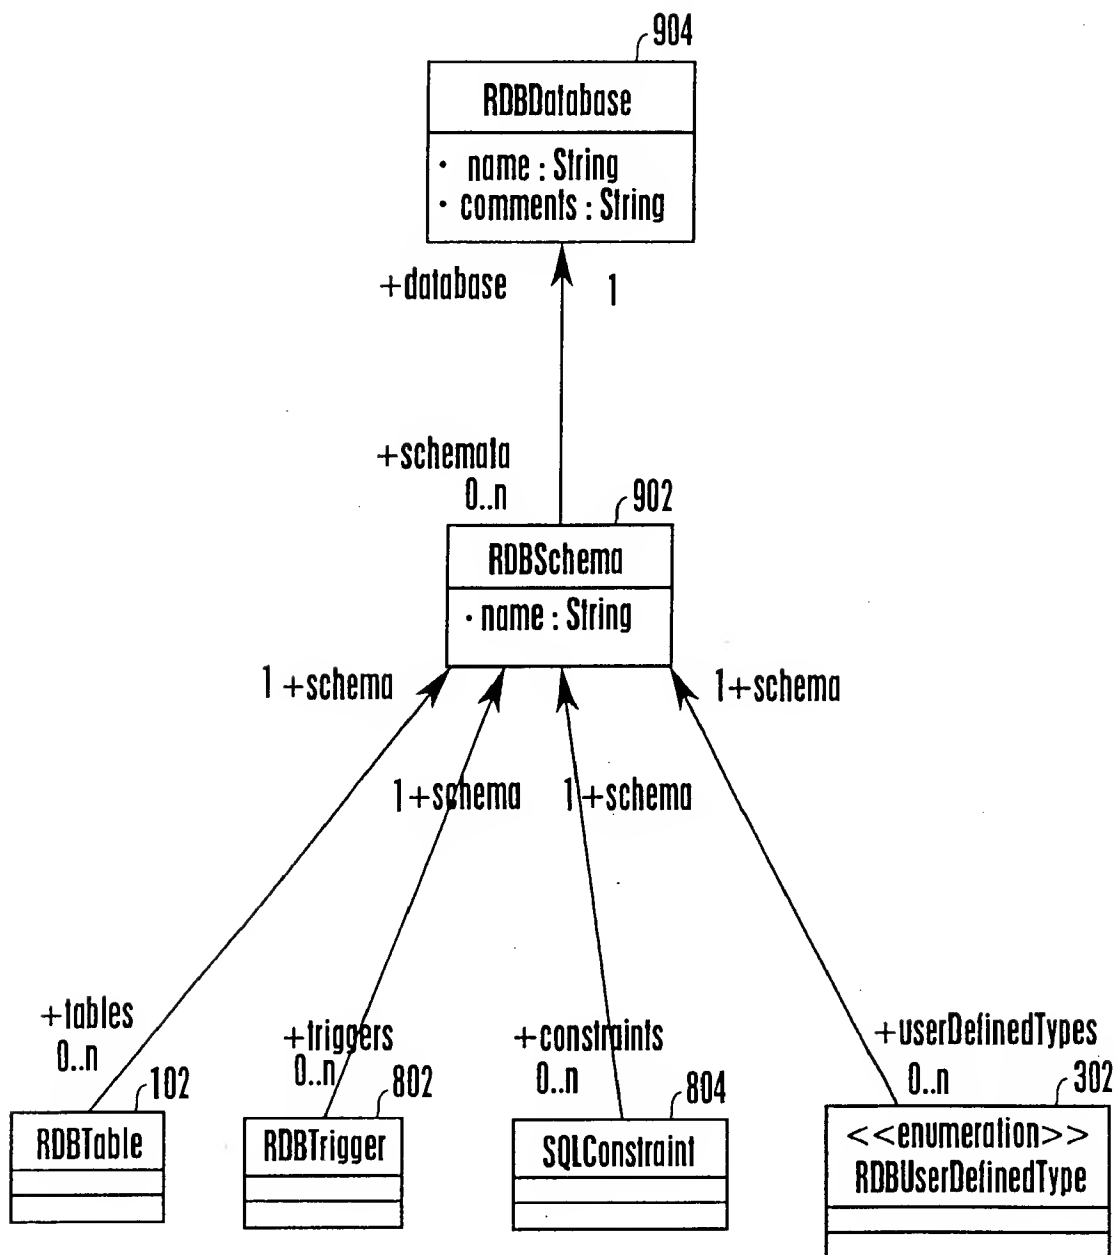 904
RDBDatabase
· name : String
· comments : String
+database 1
+schemata
0..n
902
RDBSchema
· name : String
1 +schema
1+schema
1+schema
1+schema
+tables
0..n
102
RDBTable
+triggers
0..n
802
RDBTrigger
+constraints
0..n
804
SQLConstraint
+userDefinedTypes
0..n
302
<<enumeration>>
RDBUserDefinedType